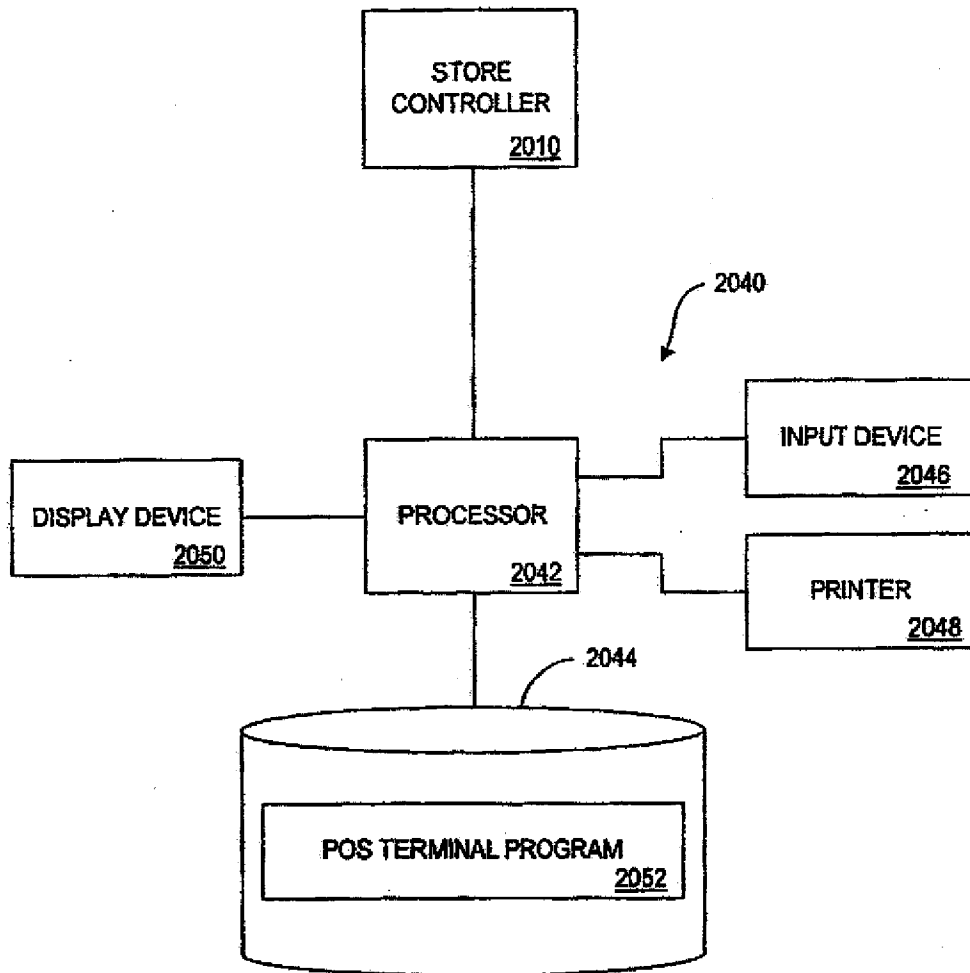 STORE
CONTROLLER
2010
2040
INPUT DEVICE
2046
DISPLAY DEVICE
2050
PROCESSOR
2042
PRINTER
2048
2044
POS TERMINAL PROGRAM
2052